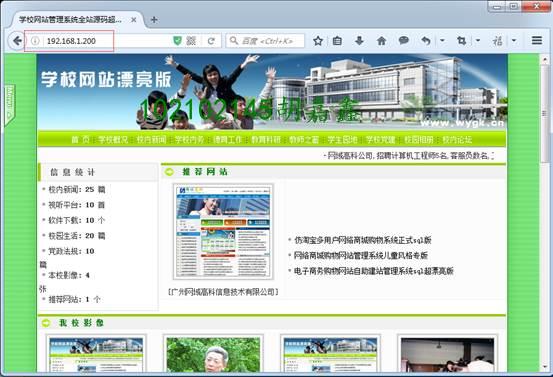 学校网站管理系统全站源码超...
192.168.1.200
百度 <Ctrl+K>
学校网站漂亮版
102102145胡嘉鑫
www.wygk.cn
Menu
首 页 学校概况 校内新闻 学校内务 德育工作 教育科研 教师之窗 学生园地 学校党建 校园相册 校内论坛
·网域高科公司, 招聘计算机工程师5名, 客服员数名, 工
信 息 统 计
校内新闻: 25 篇
视听平台: 10 首
软件下载: 10 个
校园生活: 20 篇
党政法规: 10
篇
本校影像: 4
张
推荐网站: 1 个
推 荐 网 站
[广州网域高科信息技术有限公司]
仿淘宝多用户网络商城购物系统正式sql版
网络商城购物网站管理系统儿童风格专版
电子商务购物网站自助建站管理系统sql超漂亮版
我 校 影 像